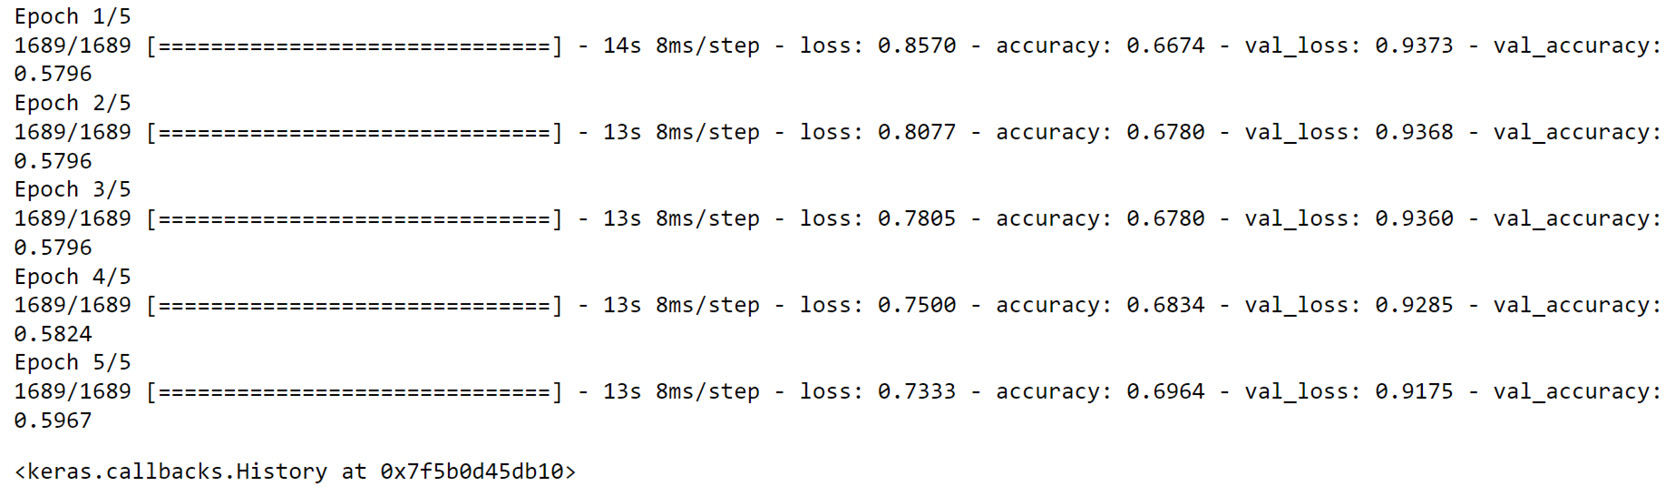 Epoch 1/5
1689/1689 [==============================] - 14s 8ms/step - loss: 0.8570 - accuracy: 0.6674 - val_loss: 0.9373 - val_accuracy:
0.5796
Epoch 2/5
1689/1689 [==============================] - 13s 8ms/step - loss: 0.8077 - accuracy: 0.6780 - val_loss: 0.9368 - val_accuracy:
0.5796
Epoch 3/5
1689/1689 [==============================] - 13s 8ms/step - loss: 0.7805 - accuracy: 0.6780 - val_loss: 0.9360 - val_accuracy:
0.5796
Epoch 4/5
1689/1689 [==============================] - 13s 8ms/step - loss: 0.7500 - accuracy: 0.6834 - val_loss: 0.9285 - val_accuracy:
0.5824
Epoch 5/5
1689/1689 [==============================] - 13s 8ms/step - loss: 0.7333 - accuracy: 0.6964 - val_loss: 0.9175 - val_accuracy:
0.5967
<keras.callbacks.History at 0x7f5b0d45db10>